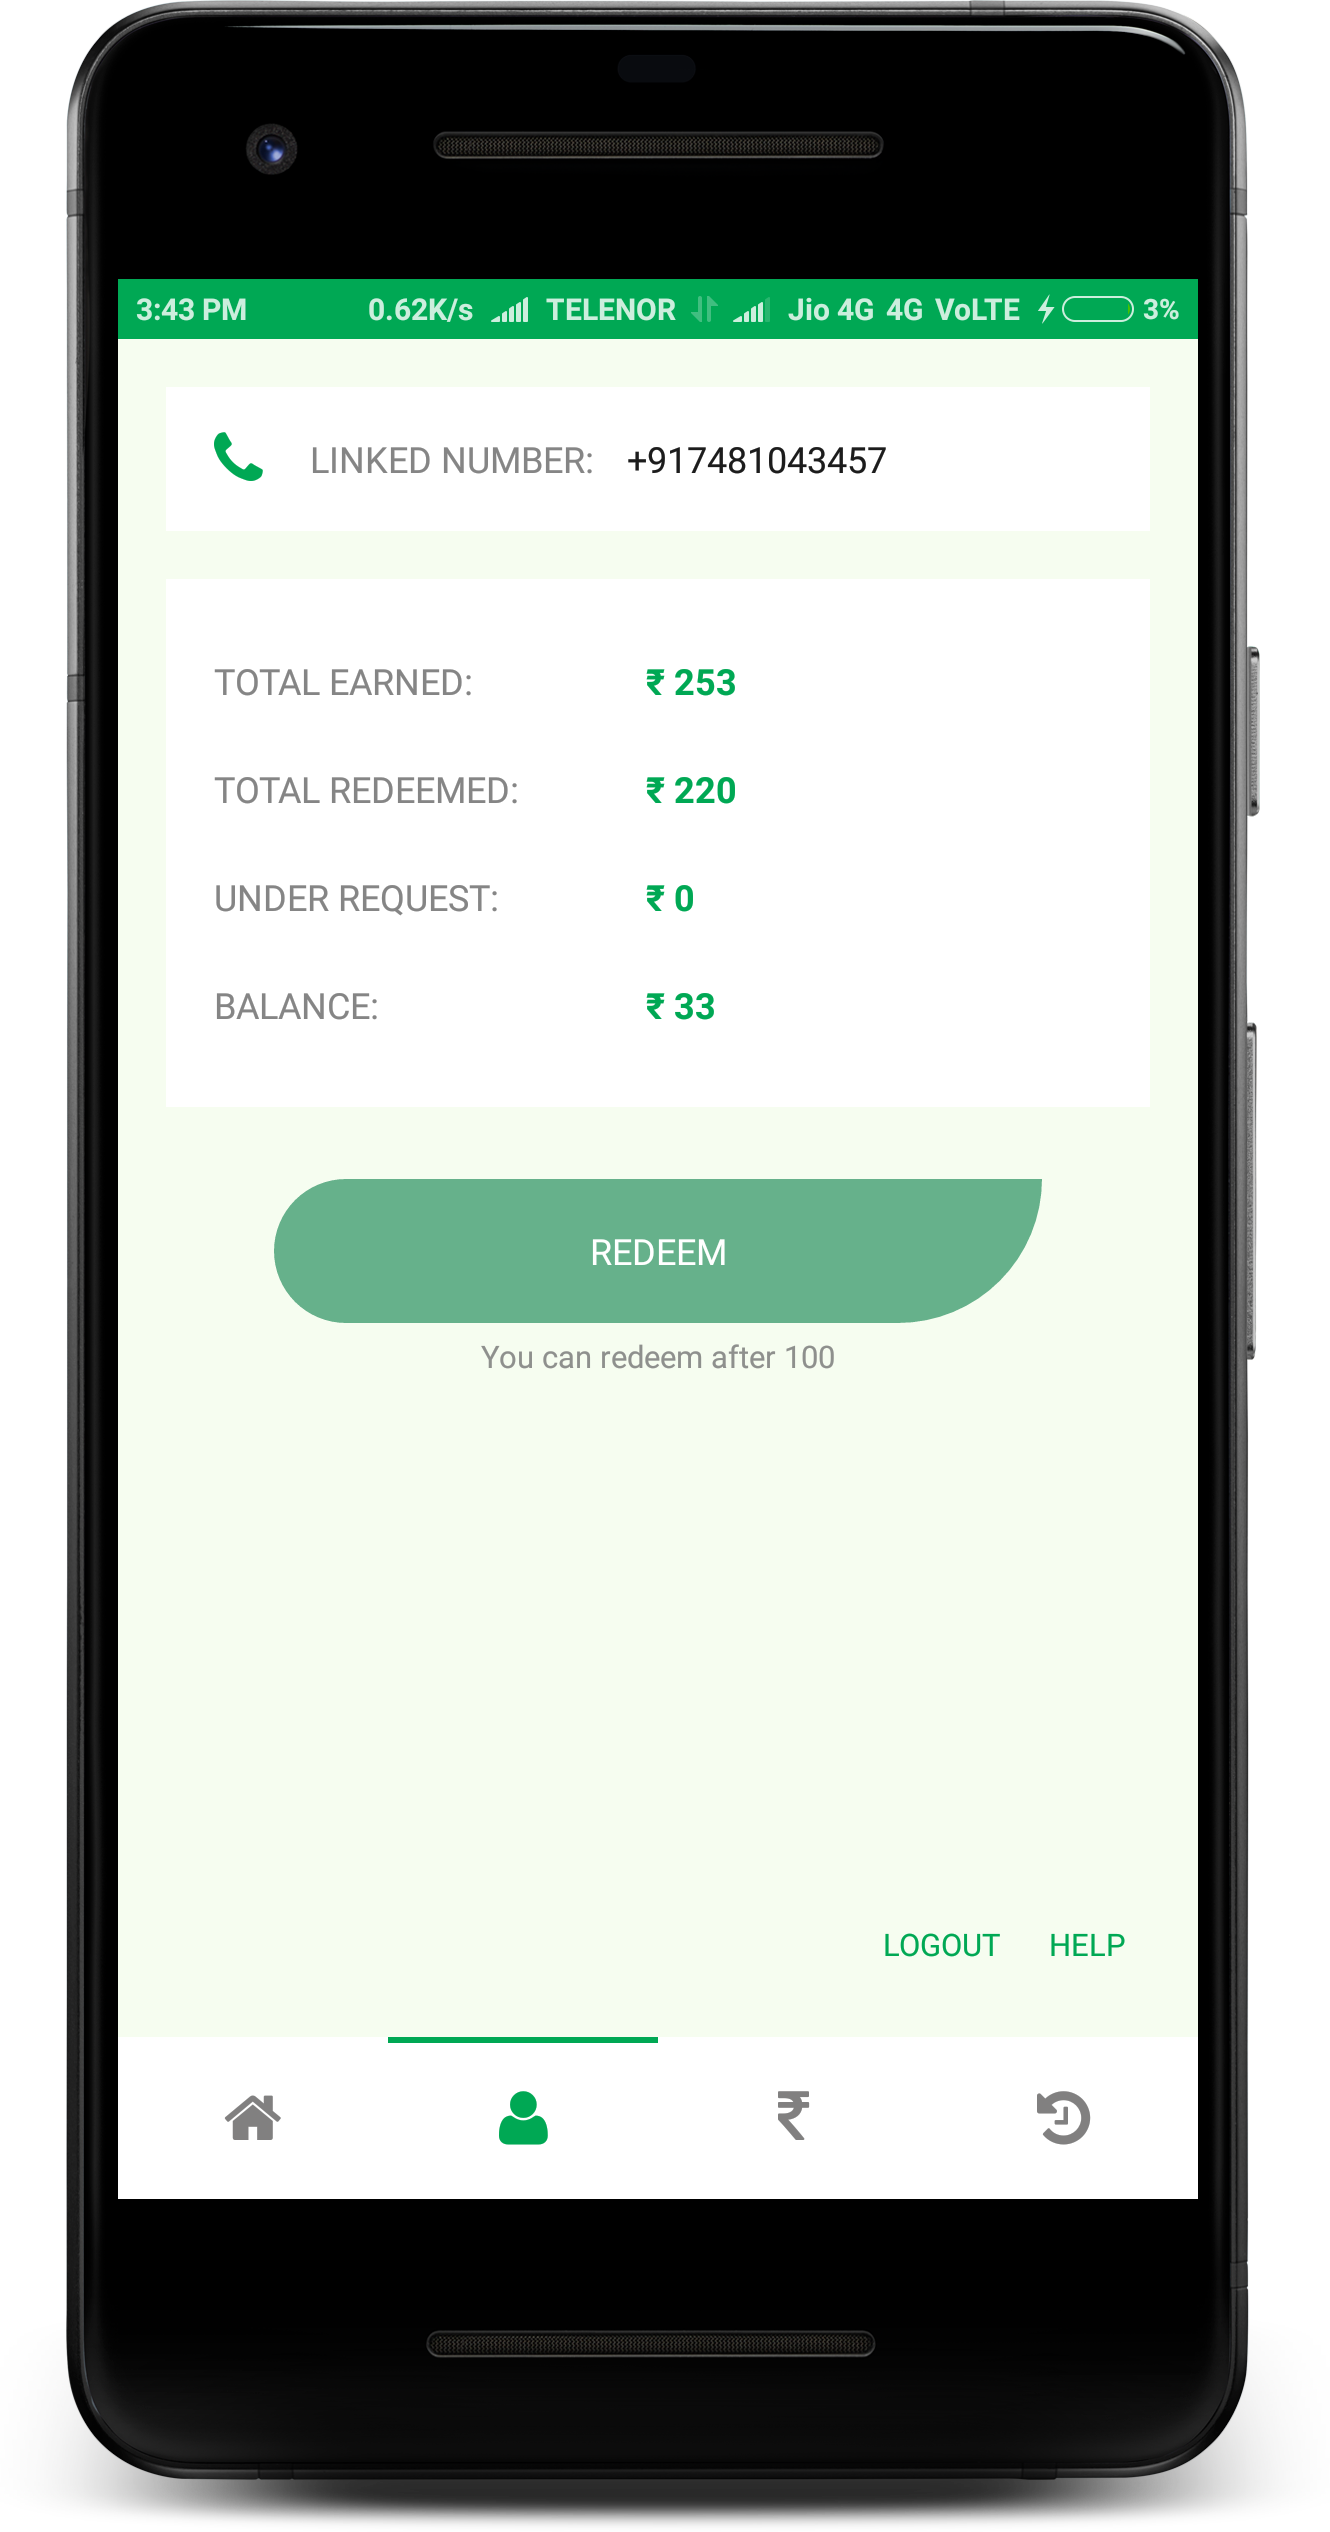 3:43 PM 0.62K/s TELENOR Jio 4G 4G VoLTE 3%
LINKED NUMBER: +917481043457
TOTAL EARNED: ₹ 253
TOTAL REDEEMED: ₹ 220
UNDER REQUEST: ₹ 0
BALANCE: ₹ 33
REDEEM
You can redeem after 100
LOGOUT HELP
₹